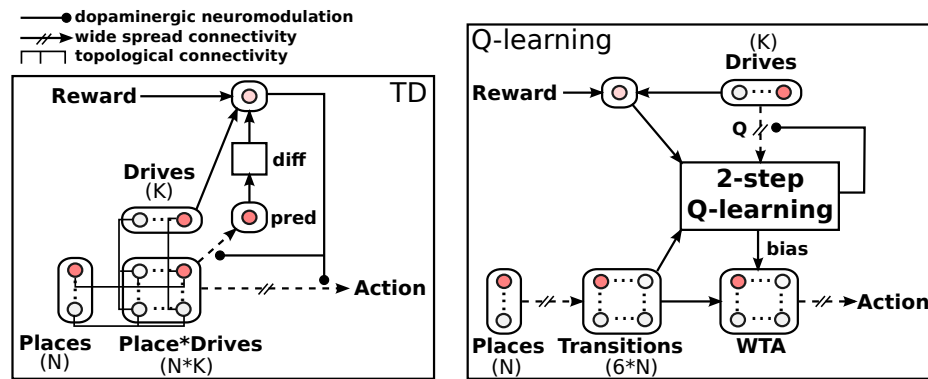 dopaminergic neuromodulation
wide spread connectivity
topological connectivity
TD
Reward
diff
Drives
(K)
pred
Action
Places
(N)
Place*Drives
(N*K)
Q-learning
(K)
Drives
Reward
Q
2-step
Q-learning
bias
Action
Places
(N)
Transitions
(6*N)
WTA